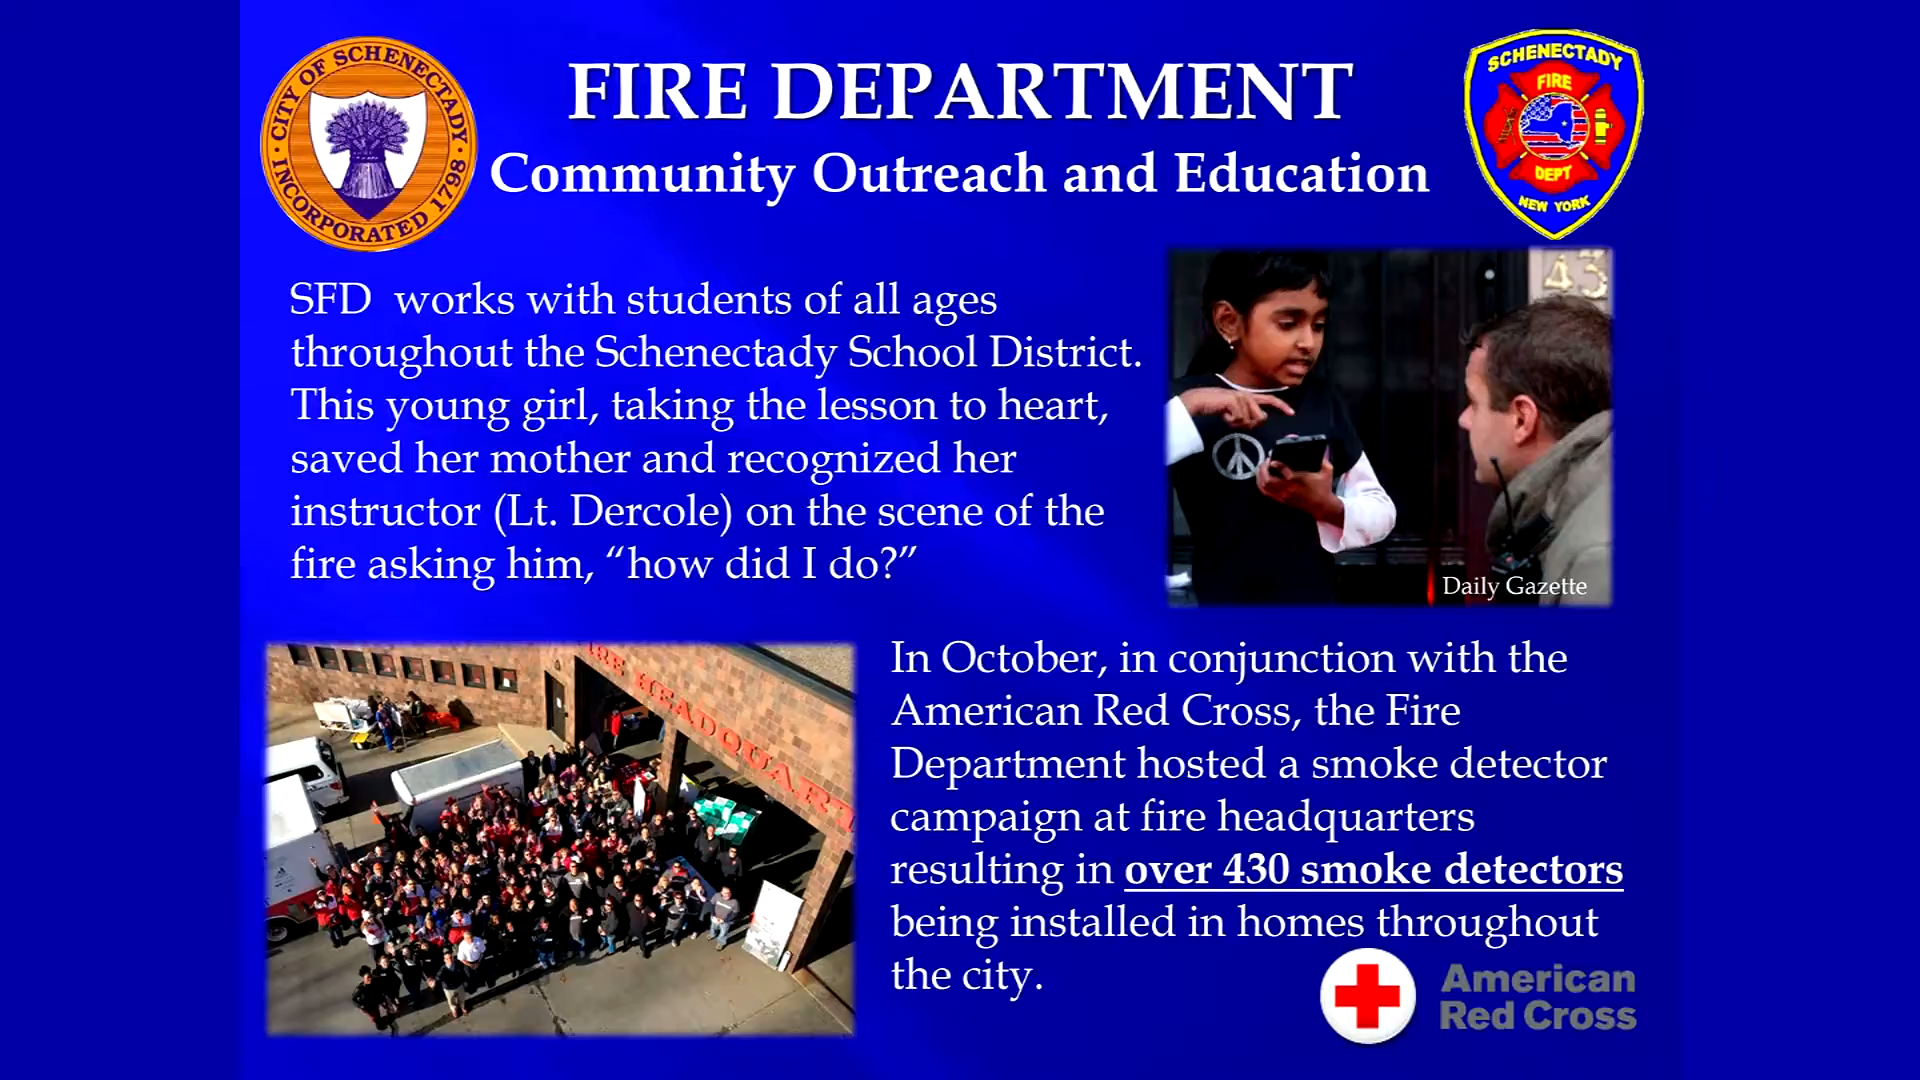 CITY OF SCHENECTADY
INCORPORATED 1798
FIRE DEPARTMENT
Community Outreach and Education
SCHENECTADY
FIRE
DEPT
NEW YORK
SFD works with students of all ages
throughout the Schenectady School District.
This young girl, taking the lesson to heart,
saved her mother and recognized her
instructor (Lt. Dercole) on the scene of the
fire asking him, “how did I do?”
43
Daily Gazette
FIRE HEADQUART
In October, in conjunction with the
American Red Cross, the Fire
Department hosted a smoke detector
campaign at fire headquarters
resulting in over 430 smoke detectors
being installed in homes throughout
the city.
American
Red Cross